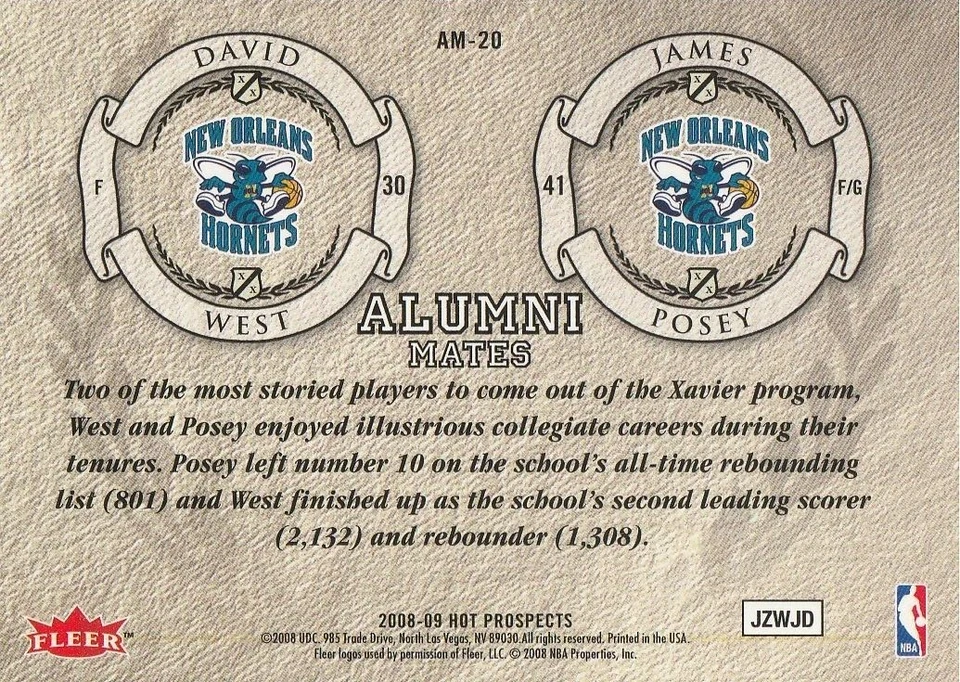 AM-20
DAVID
X X
NEW ORLEANS
HORNETS
F
30
X X
WEST
JAMES
X X
NEW ORLEANS
HORNETS
41
F/G
X X
POSEY
ALUMNI
MATES
Two of the most storied players to come out of the Xavier program,
West and Posey enjoyed illustrious collegiate careers during their
tenures. Posey left number 10 on the school's all-time rebounding
list (801) and West finished up as the school's second leading scorer
(2,132) and rebounder (1,308).
FLEER™
2008-09 HOT PROSPECTS
©2008 UDC. 985 Trade Drive, North Las Vegas, NV 89030.All rights reserved. Printed in the USA.
Fleer logos used by permission of Fleer, LLC. © 2008 NBA Properties, Inc.
JZWJD
NBA